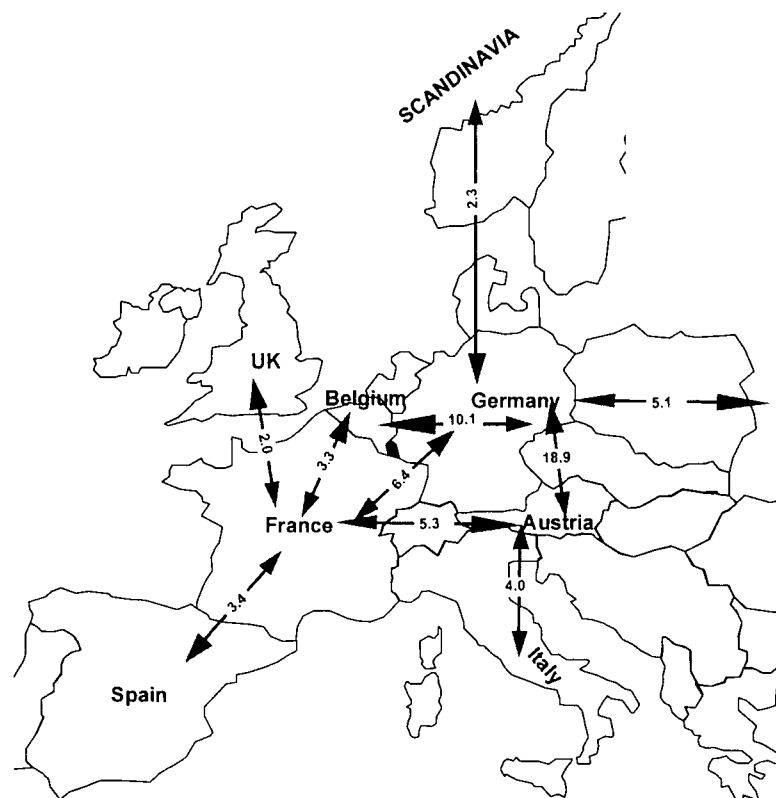 SCANDINAVIA
2.3
UK
Belgium
Germany
10.1
5.1
2.0
3.3
6.4
18.9
France
5.3
Austria
4.0
3.4
Italy
Spain